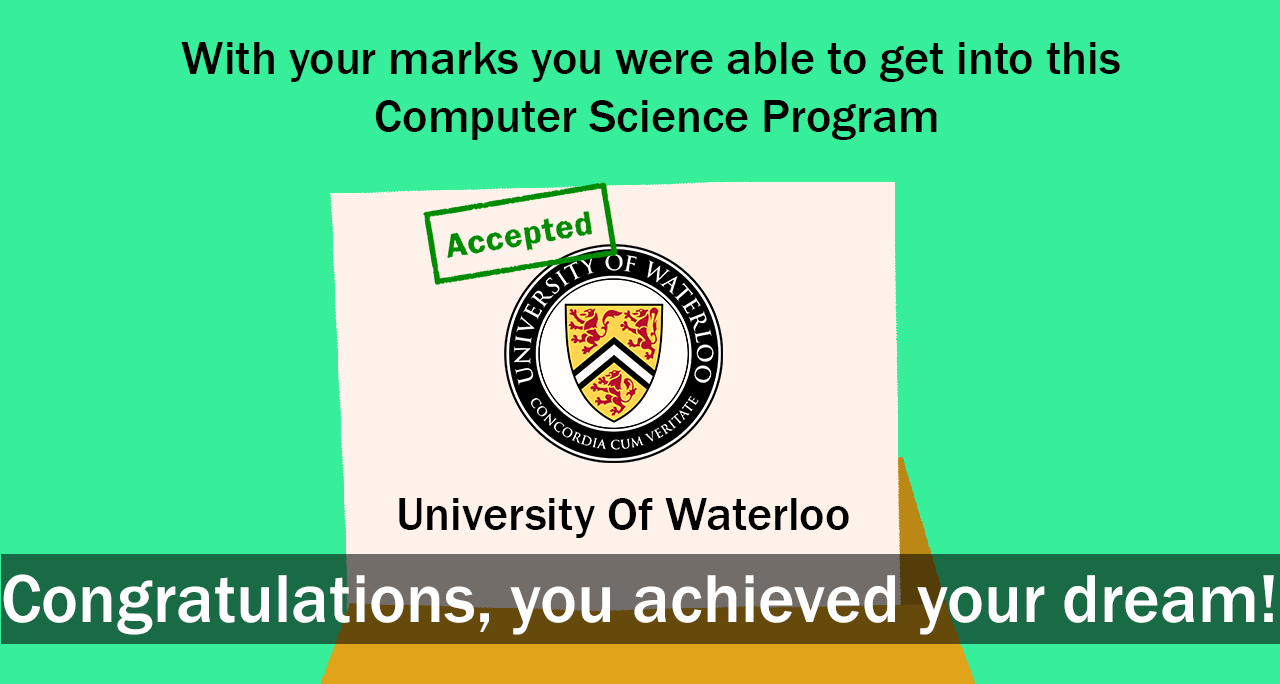 With your marks you were able to get into this
Computer Science Program
Accepted
UNIVERSITY OF WATERLOO
CONCORDIA CUM VERITATE
University Of Waterloo
Congratulations, you achieved your dream!